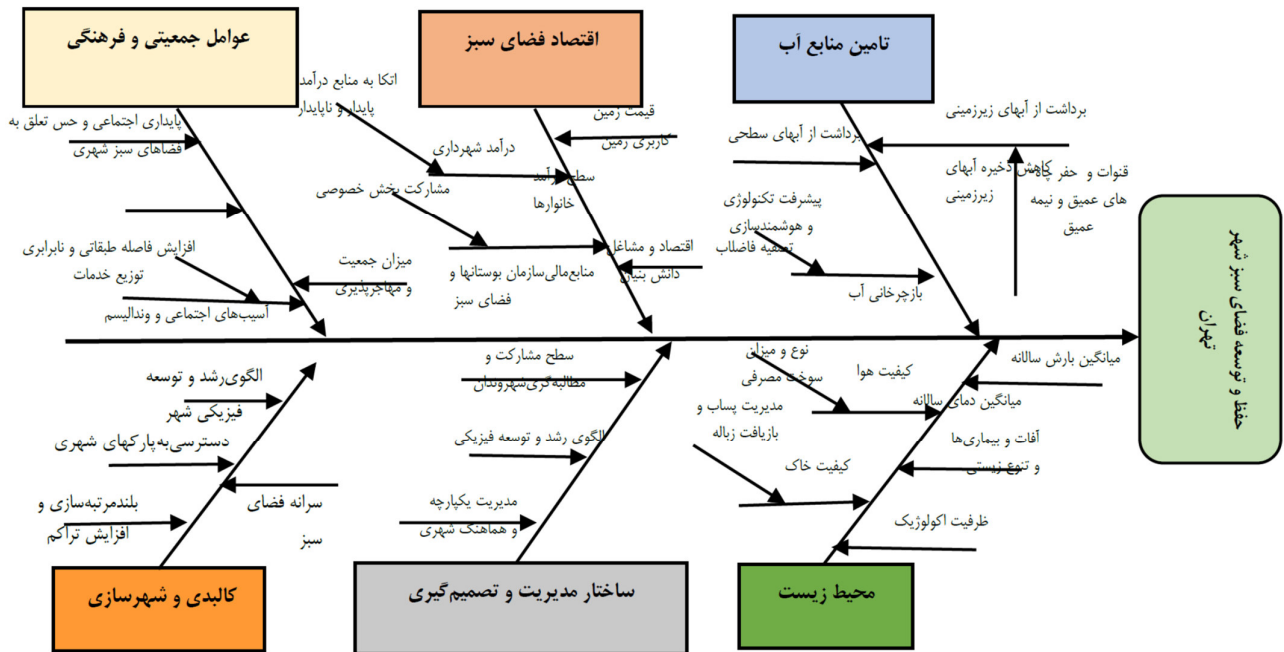 تامین منابع آب
اقتصاد فضای سبز
عوامل جمعیتی و فرهنگی
برداشت از آبهای زیرزمینی
قنوات و حفر چاه-
های عمیق و نیمه
عمیق
کاهش ذخیره آبهای
زیرزمینی
برداشت از آبهای سطحی
پیشرفت تکنولوژی
و هوشمندسازی
تصفیه فاضلاب
بازچرخانی آب
قیمت زمین
کاربری زمین
اتکا به منابع درآمد
پایدار و ناپایدار
درآمد شهرداری
سطح درآمد
خانوارها
مشارکت بخش خصوصی
اقتصاد و مشاغل
دانش بنیان
منابع‌مالی‌سازمان بوستانها و
فضای سبز
پایداری اجتماعی و حس تعلق به
فضاهای سبز شهری
افزایش فاصله طبقاتی و نابرابری
توزیع خدمات
میزان جمعیت
و مهاجرپذیری
آسیب‌های اجتماعی و وندالیسم
حفظ و توسعه فضای سبز شهر
تهران
میانگین بارش سالانه
میانگین دمای سالانه
نوع و میزان
سوخت مصرفی
کیفیت هوا
مدیریت پساب و
بازیافت زباله
کیفیت خاک
آفات و بیماری‌ها
و تنوع زیستی
ظرفیت اکولوژیک
سطح مشارکت و
مطالبه‌گری‌شهروندان
الگوی رشد و توسعه فیزیکی
مدیریت یکپارچه
و هماهنگ شهری
الگوی‌رشد و توسعه
فیزیکی شهر
دسترسی‌به‌پارکهای شهری
سرانه فضای
سبز
بلندمرتبه‌سازی و
افزایش تراکم
محیط زیست
ساختار مدیریت و تصمیم‌گیری
کالبدی و شهرسازی